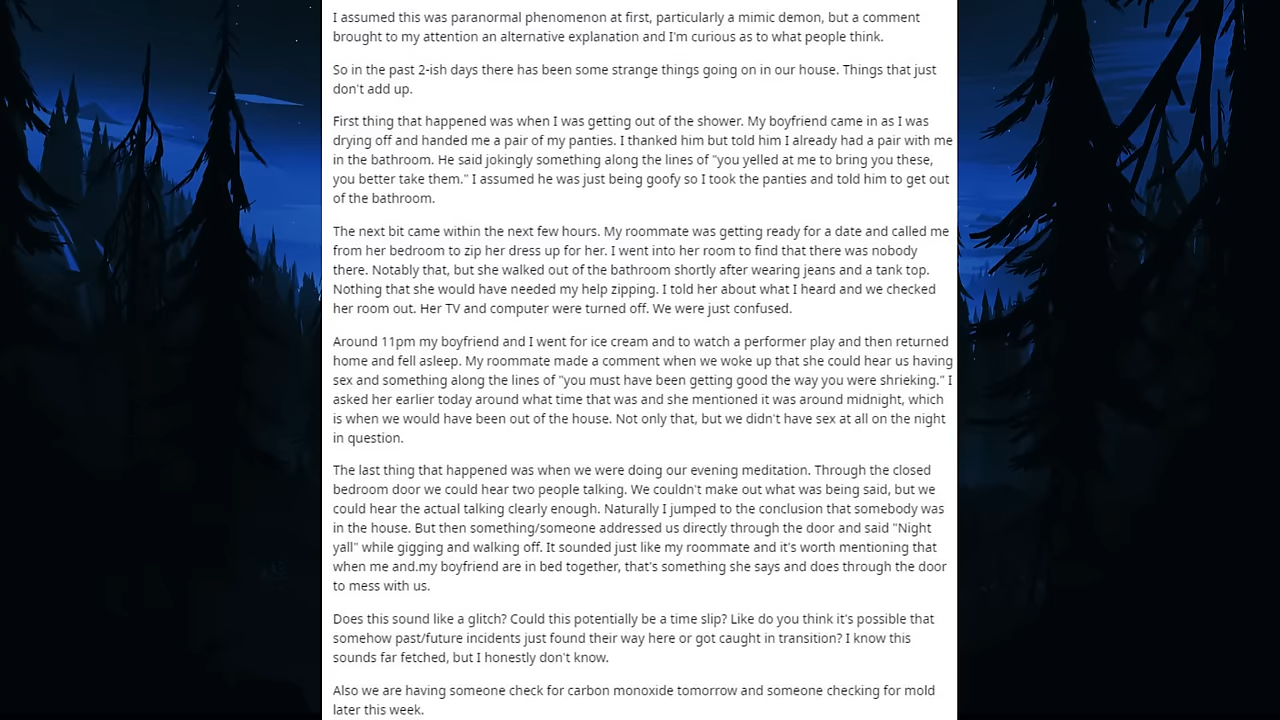 I assumed this was paranormal phenomenon at first, particularly a mimic demon, but a comment
brought to my attention an alternative explanation and I'm curious as to what people think.
So in the past 2-ish days there has been some strange things going on in our house. Things that just
don't add up.
First thing that happened was when I was getting out of the shower. My boyfriend came in as I was
drying off and handed me a pair of my panties. I thanked him but told him I already had a pair with me
in the bathroom. He said jokingly something along the lines of "you yelled at me to bring you these,
you better take them." I assumed he was just being goofy so I took the panties and told him to get out
of the bathroom.
The next bit came within the next few hours. My roommate was getting ready for a date and called me
from her bedroom to zip her dress up for her. I went into her room to find that there was nobody
there. Notably that, but she walked out of the bathroom shortly after wearing jeans and a tank top.
Nothing that she would have needed my help zipping. I told her about what I heard and we checked
her room out. Her TV and computer were turned off. We were just confused.
Around 11pm my boyfriend and I went for ice cream and to watch a performer play and then returned
home and fell asleep. My roommate made a comment when we woke up that she could hear us having
sex and something along the lines of "you must have been getting good the way you were shrieking." I
asked her earlier today around what time that was and she mentioned it was around midnight, which
is when we would have been out of the house. Not only that, but we didn't have sex at all on the night
in question.
The last thing that happened was when we were doing our evening meditation. Through the closed
bedroom door we could hear two people talking. We couldn't make out what was being said, but we
could hear the actual talking clearly enough. Naturally I jumped to the conclusion that somebody was
in the house. But then something/someone addressed us directly through the door and said "Night
yall" while gigging and walking off. It sounded just like my roommate and it's worth mentioning that
when me and.my boyfriend are in bed together, that's something she says and does through the door
to mess with us.
Does this sound like a glitch? Could this potentially be a time slip? Like do you think it's possible that
somehow past/future incidents just found their way here or got caught in transition? I know this
sounds far fetched, but I honestly don't know.
Also we are having someone check for carbon monoxide tomorrow and someone checking for mold
later this week.